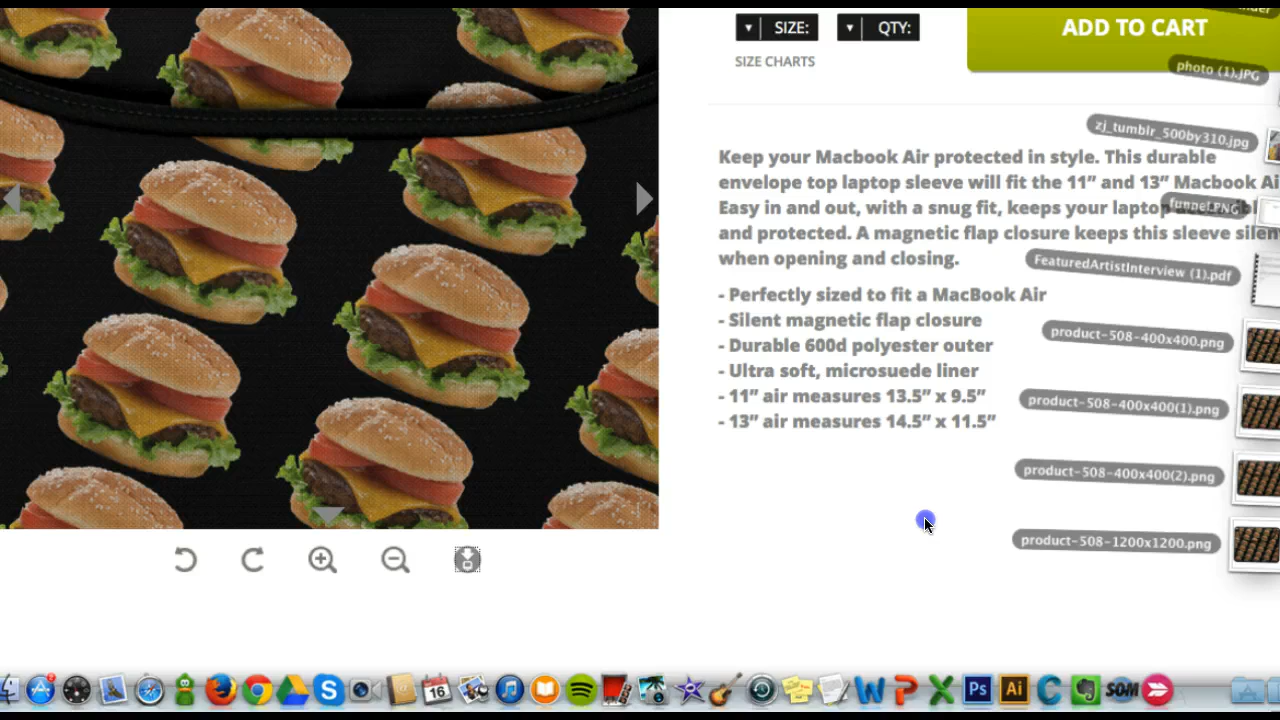 SIZE:
QTY:
ADD TO CART
SIZE CHARTS
photo (1).JPG
zj_tumblr_500by310.jpg
Keep your Macbook Air protected in style. This durable
envelope top laptop sleeve will fit the 11” and 13” Macbook
Easy in and out, with a snug fit, keeps your laptop
funnel.PNG
and protected. A magnetic flap closure keeps this sleeve
when opening and closing.
FeaturedArtistInterview (1).pdf
- Perfectly sized to fit a MacBook Air
- Silent magnetic flap closure
product-508-400x400.png
- Durable 600d polyester outer
- Ultra soft, microsuede liner
- 11” air measures 13.5” x 9.5”
product-508-400x400(1).png
- 13” air measures 14.5” x 11.5”
product-508-400x400(2).png
product-508-1200x1200.png
16
Ps
Ai
SOM